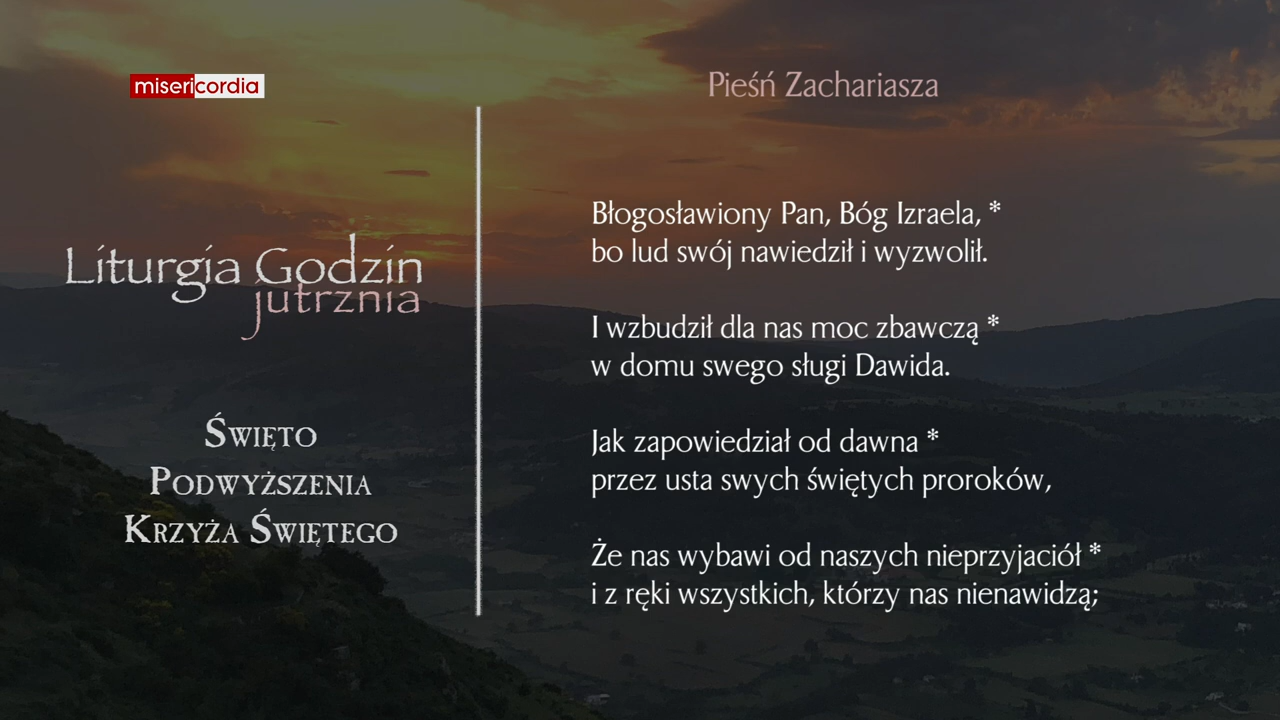 misericordia
Liturgia Godzin
jutrznia
Święto
Podwyższenia
Krzyża Świętego
Pieśń Zachariasza
Błogosławiony Pan, Bóg Izraela, *
bo lud swój nawiedził i wyzwolił.
I wzbudził dla nas moc zbawczą *
w domu swego sługi Dawida.
Jak zapowiedział od dawna *
przez usta swych świętych proroków,
Że nas wybawi od naszych nieprzyjaciół *
i z ręki wszystkich, którzy nas nienawidzą;